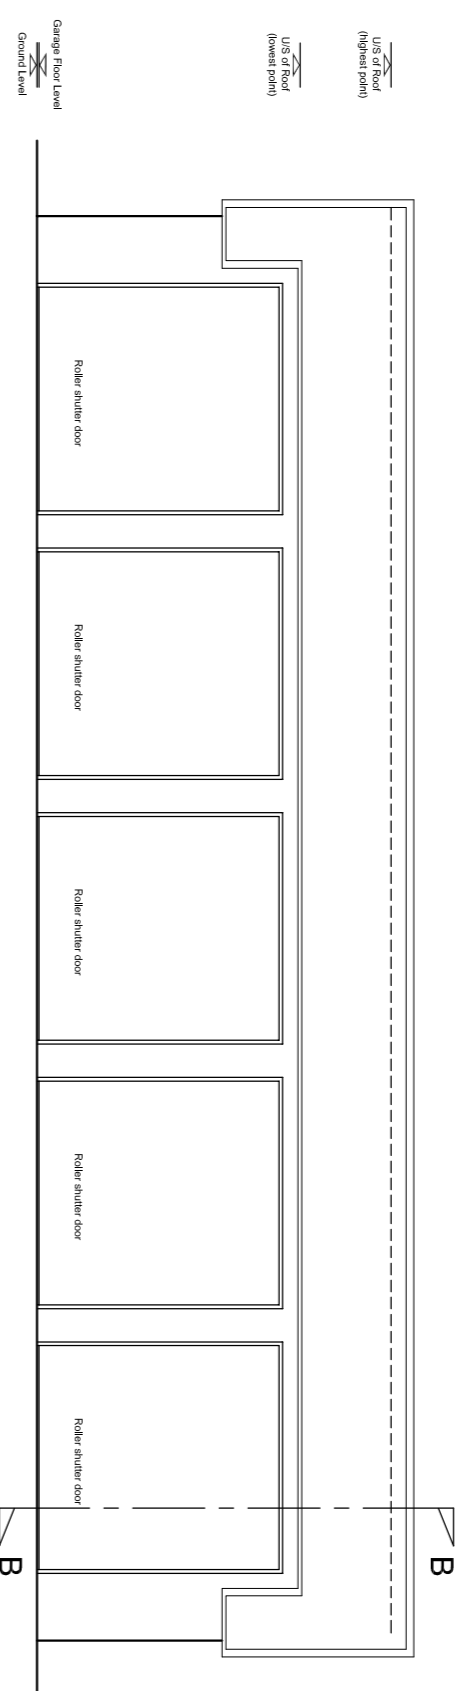 B
U/S of Roof
(highest point)
U/S of Roof
(lowest point)
Roller shutter door
Roller shutter door
Roller shutter door
Roller shutter door
Roller shutter door
Garage Floor Level
Ground Level
B